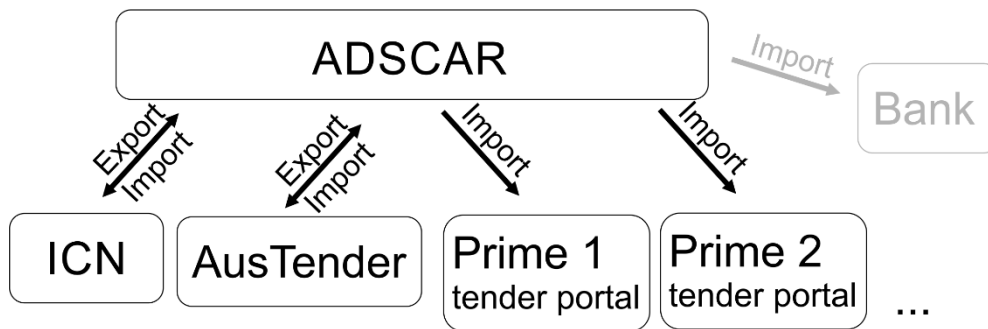 ADSCAR
Import
Bank
Export
Import
Export
Import
Import
Import
ICN
AusTender
Prime 1
tender portal
Prime 2
tender portal
...